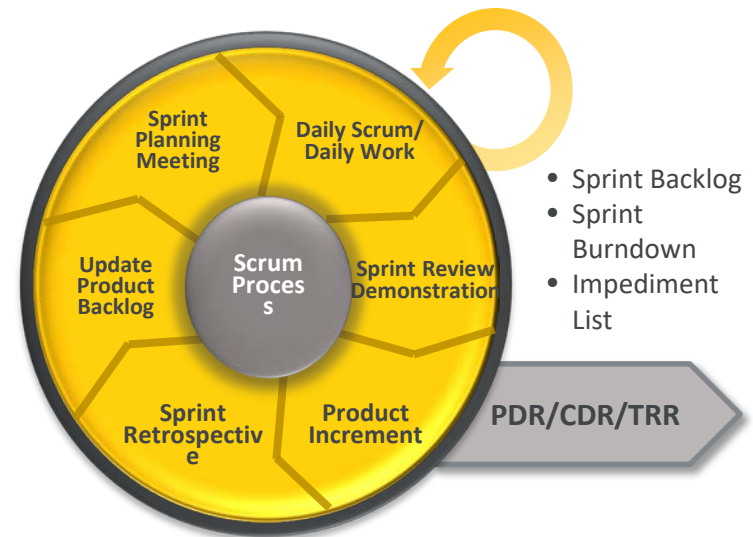 Sprint
Planning
Meeting
Daily Scrum/
Daily Work
• Sprint Backlog
• Sprint
Burndown
• Impediment
List
Update
Product
Backlog
Scrum
Proces
s
Sprint Review
Demonstration
Sprint
Retrospectiv
e
Product
Increment
PDR/CDR/TRR